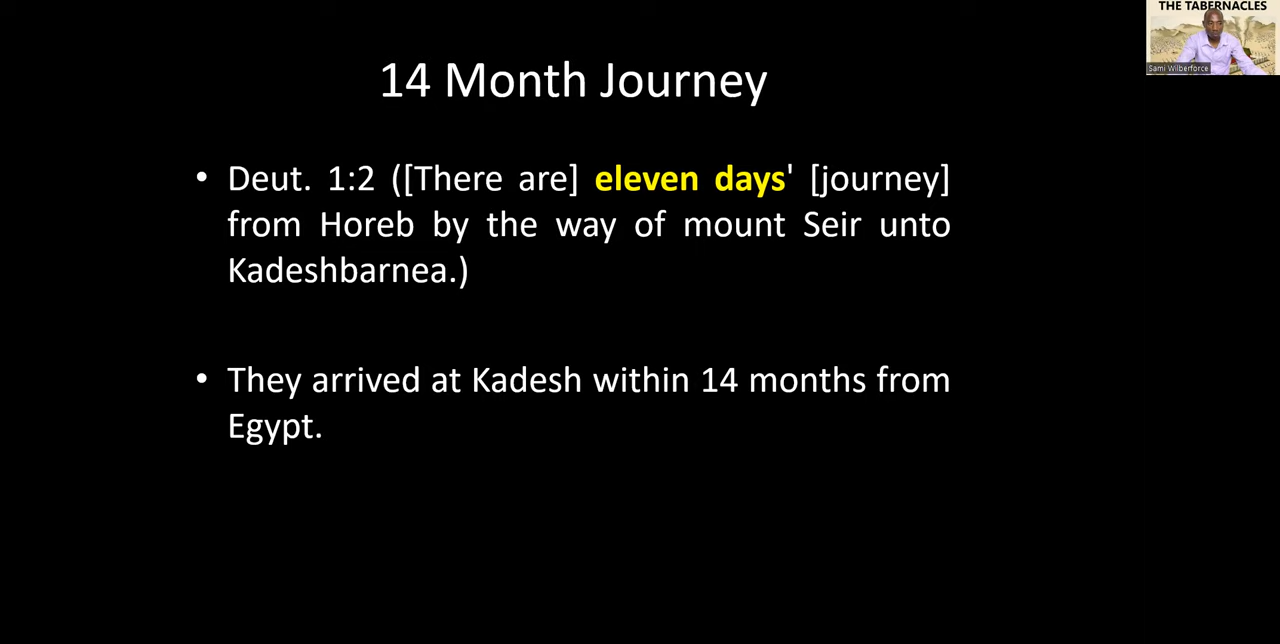 THE TABERNACLES
Sami Wilberforce
14 Month Journey
• Deut. 1:2 ([There are] eleven days' [journey]
from Horeb by the way of mount Seir unto
Kadeshbarnea.)
• They arrived at Kadesh within 14 months from
Egypt.